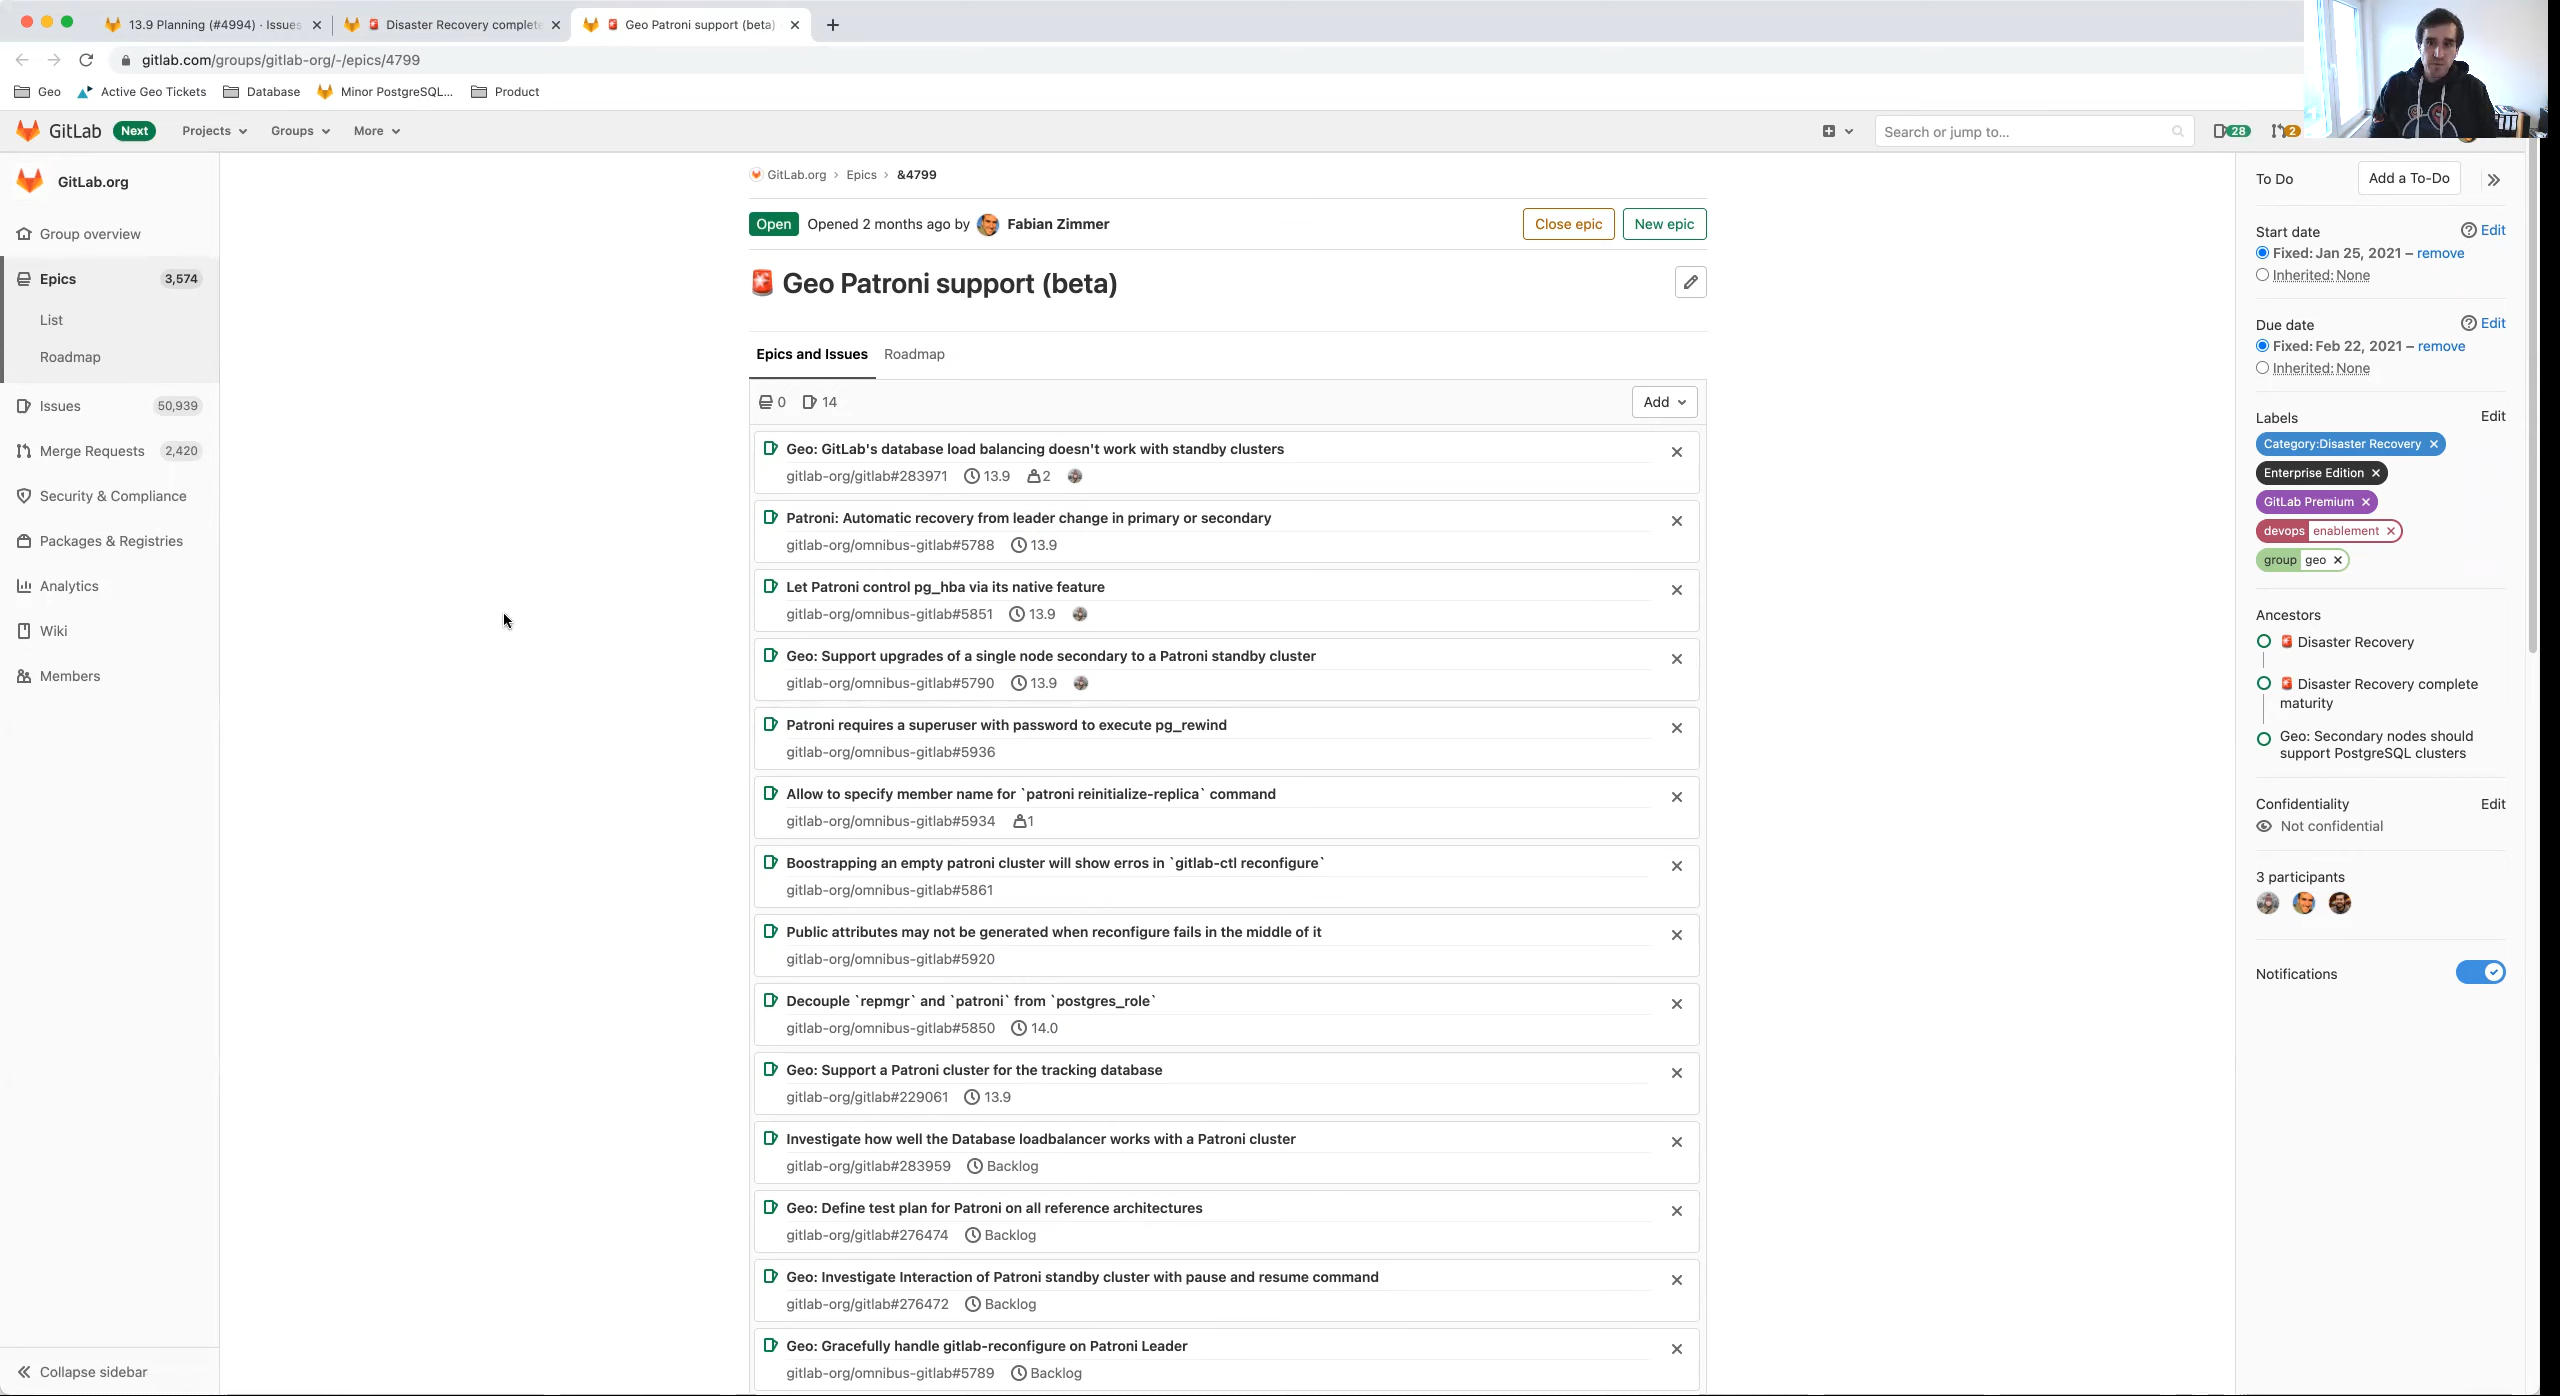 13.9 Planning (#4994) · Issues
Disaster Recovery complete
Geo Patroni support (beta)
gitlab.com/groups/gitlab-org/-/epics/4799
Geo
Active Geo Tickets
Database
Minor PostgreSQL...
Product
GitLab
Next
Projects
Groups
More
Search or jump to...
28
2
GitLab.org
Group overview
Epics 3,574
List
Roadmap
Issues 50,939
Merge Requests 2,420
Security & Compliance
Packages & Registries
Analytics
Wiki
Members
Collapse sidebar
GitLab.org › Epics › &4799
Open Opened 2 months ago by Fabian Zimmer
Close epic
New epic
Geo Patroni support (beta)
Epics and Issues
Roadmap
0 14
Add
Geo: GitLab's database load balancing doesn't work with standby clusters
gitlab-org/gitlab#283971 13.9 2
Patroni: Automatic recovery from leader change in primary or secondary
gitlab-org/omnibus-gitlab#5788 13.9
Let Patroni control pg_hba via its native feature
gitlab-org/omnibus-gitlab#5851 13.9
Geo: Support upgrades of a single node secondary to a Patroni standby cluster
gitlab-org/omnibus-gitlab#5790 13.9
Patroni requires a superuser with password to execute pg_rewind
gitlab-org/omnibus-gitlab#5936
Allow to specify member name for `patroni reinitialize-replica` command
gitlab-org/omnibus-gitlab#5934 1
Boostrapping an empty patroni cluster will show erros in `gitlab-ctl reconfigure`
gitlab-org/omnibus-gitlab#5861
Public attributes may not be generated when reconfigure fails in the middle of it
gitlab-org/omnibus-gitlab#5920
Decouple `repmgr` and `patroni` from `postgres_role`
gitlab-org/omnibus-gitlab#5850 14.0
Geo: Support a Patroni cluster for the tracking database
gitlab-org/gitlab#229061 13.9
Investigate how well the Database loadbalancer works with a Patroni cluster
gitlab-org/gitlab#283959 Backlog
Geo: Define test plan for Patroni on all reference architectures
gitlab-org/gitlab#276474 Backlog
Geo: Investigate Interaction of Patroni standby cluster with pause and resume command
gitlab-org/gitlab#276472 Backlog
Geo: Gracefully handle gitlab-reconfigure on Patroni Leader
gitlab-org/omnibus-gitlab#5789 Backlog
To Do
Add a To-Do
Start date Edit
Fixed: Jan 25, 2021 – remove
Inherited: None
Due date Edit
Fixed: Feb 22, 2021 – remove
Inherited: None
Labels Edit
Category:Disaster Recovery
Enterprise Edition
GitLab Premium
devops enablement
group geo
Ancestors
Disaster Recovery
Disaster Recovery complete
maturity
Geo: Secondary nodes should
support PostgreSQL clusters
Confidentiality Edit
Not confidential
3 participants
Notifications